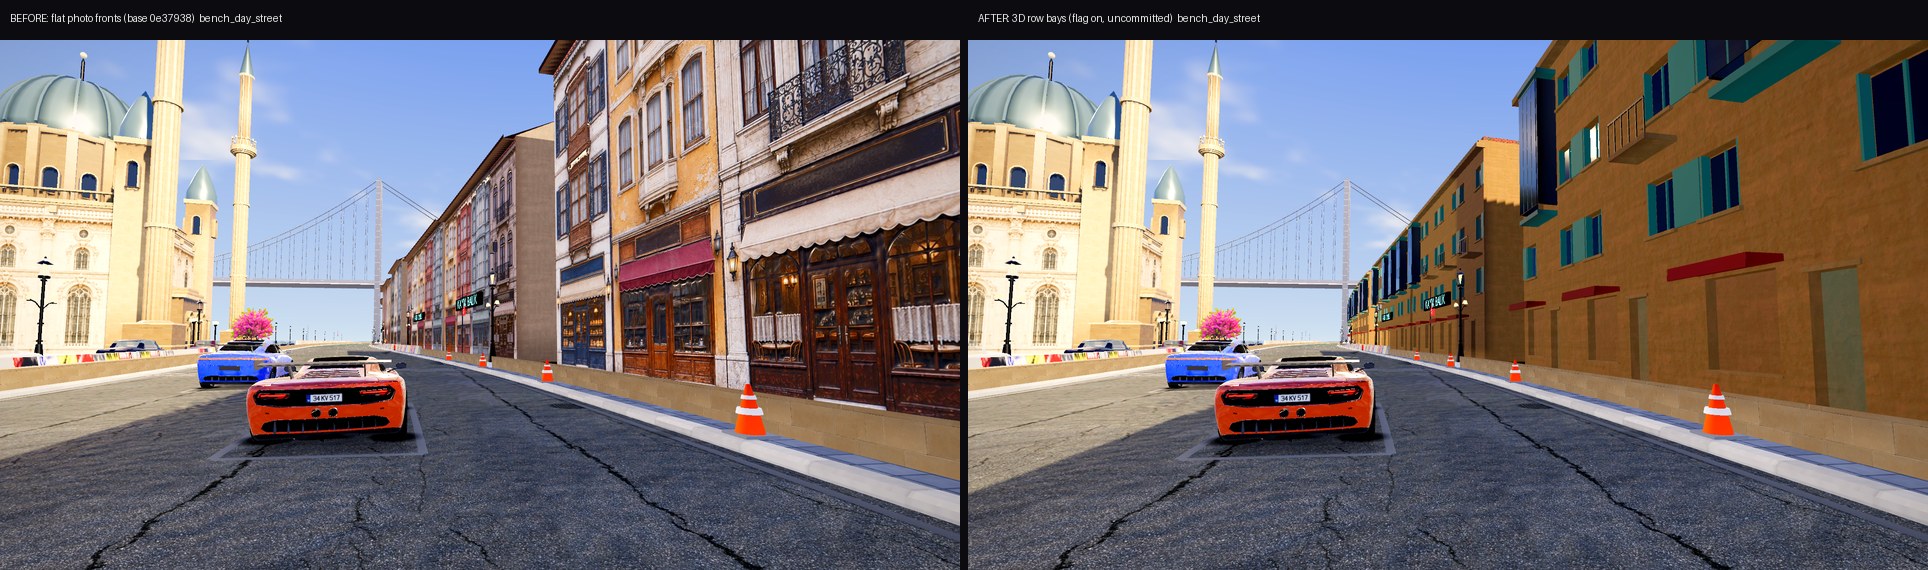 BEFORE: flat photo fronts (base 0e37938) bench_day_street
AFTER: 3D row bays (flag on, uncommitted) bench_day_street
34 KV 517
34 KV 517